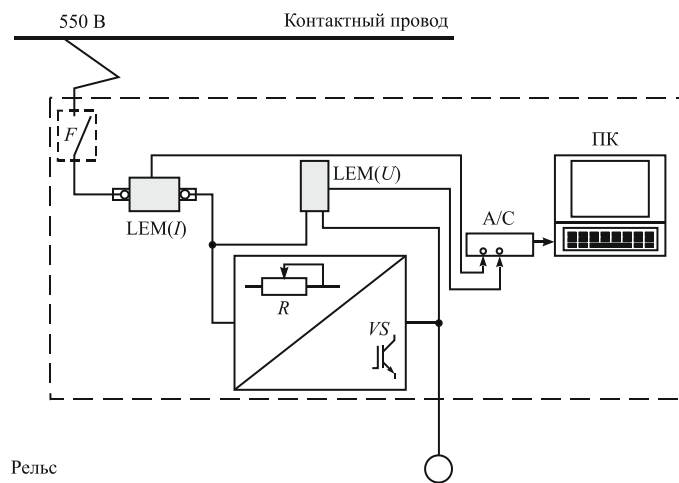 550 В
Контактный провод
F
ПК
LEM(U)
A/C
LEM(I)
R
VS
Рельс